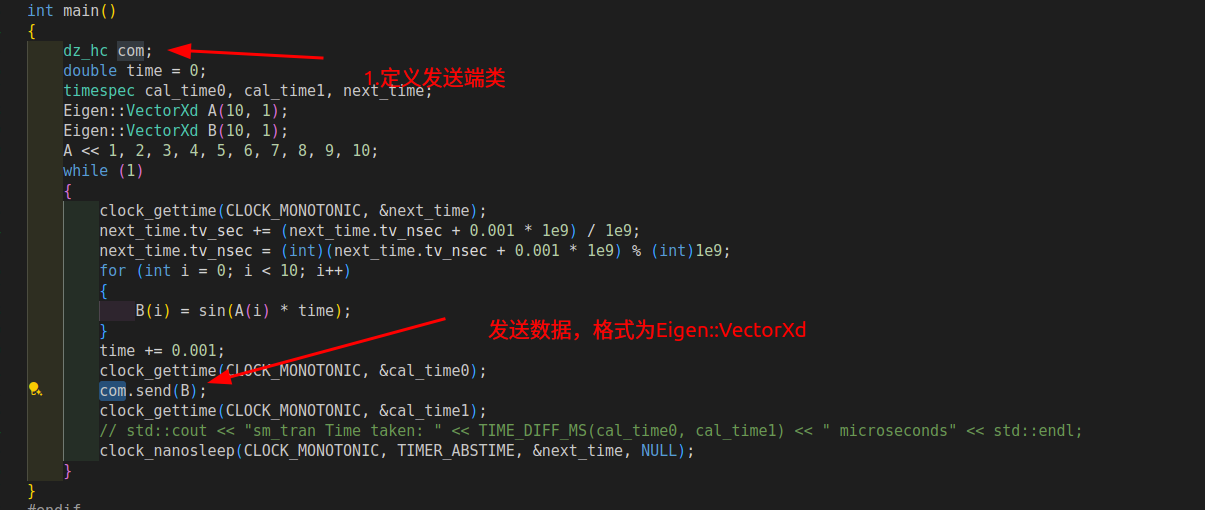 int main()
{
dz_hc com;
double time = 0;
1.定义发送端类
timespec cal_time0, cal_time1, next_time;
Eigen::VectorXd A(10, 1);
Eigen::VectorXd B(10, 1);
A << 1, 2, 3, 4, 5, 6, 7, 8, 9, 10;
while (1)
{
clock_gettime(CLOCK_MONOTONIC, &next_time);
next_time.tv_sec += (next_time.tv_nsec + 0.001 * 1e9) / 1e9;
next_time.tv_nsec = (int)(next_time.tv_nsec + 0.001 * 1e9) % (int)1e9;
for (int i = 0; i < 10; i++)
{
B(i) = sin(A(i) * time);
}
发送数据，格式为Eigen::VectorXd
time += 0.001;
clock_gettime(CLOCK_MONOTONIC, &cal_time0);
com.send(B);
clock_gettime(CLOCK_MONOTONIC, &cal_time1);
// std::cout << "sm_tran Time taken: " << TIME_DIFF_MS(cal_time0, cal_time1) << " microseconds" << std::endl;
clock_nanosleep(CLOCK_MONOTONIC, TIMER_ABSTIME, &next_time, NULL);
}
}
#endif